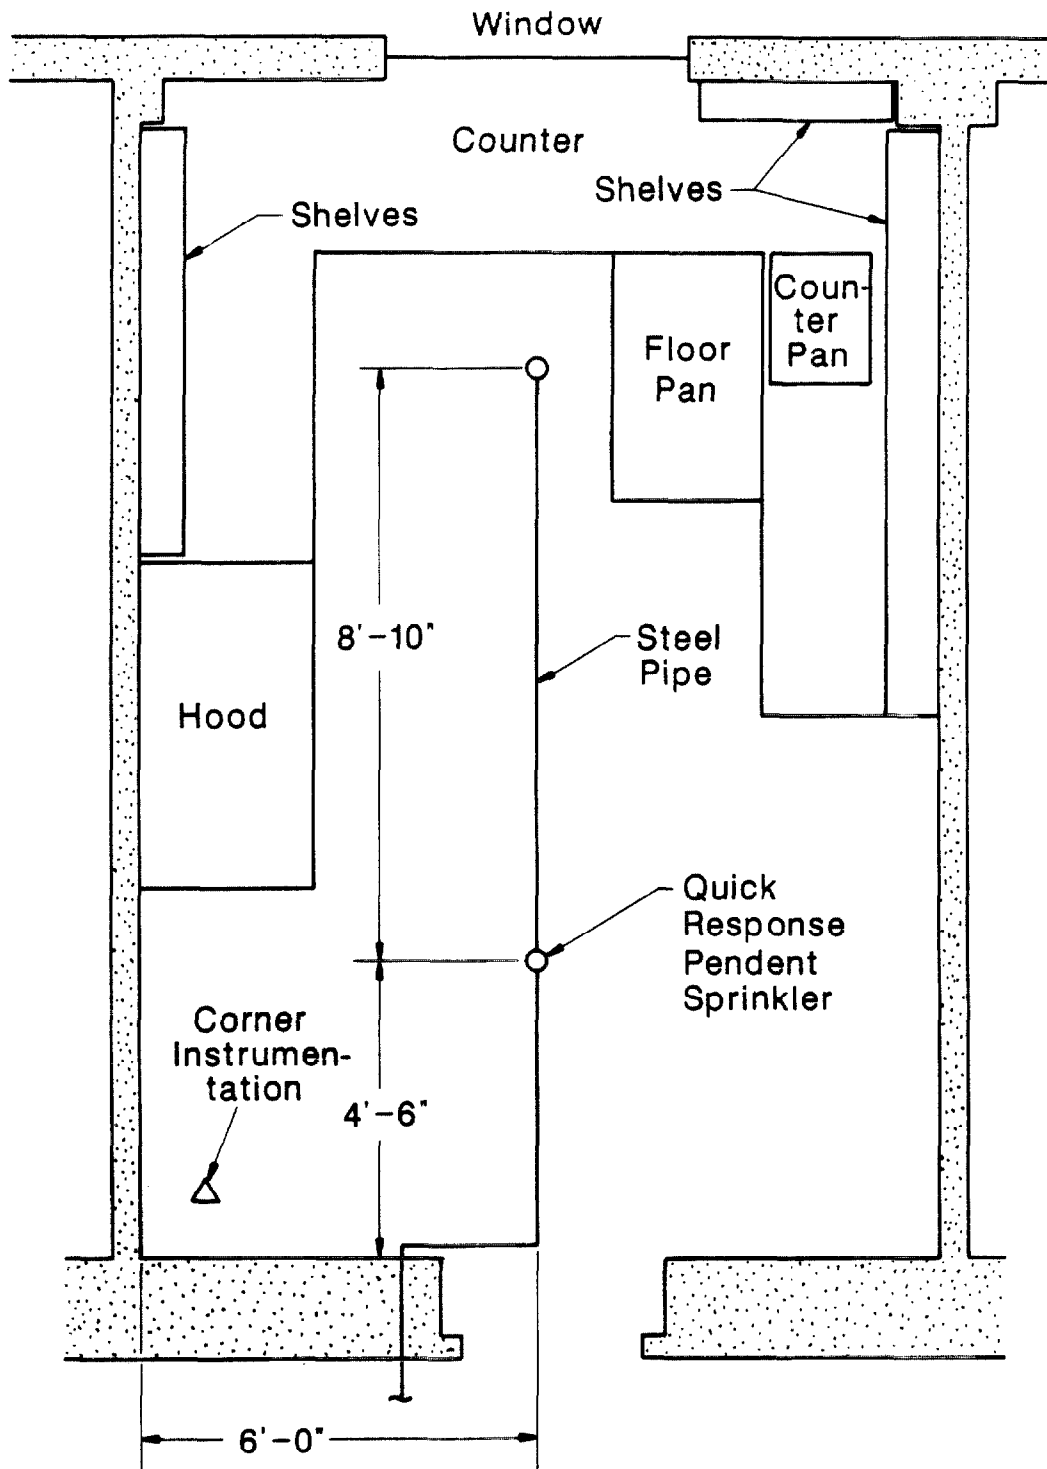 Window
Counter
Shelves
Shelves
Coun-
ter
Pan
Floor
Pan
8'-10"
Steel
Pipe
Hood
Quick
Response
Pendent
Sprinkler
Corner
Instrumen-
tation
4'-6"
6'-0"